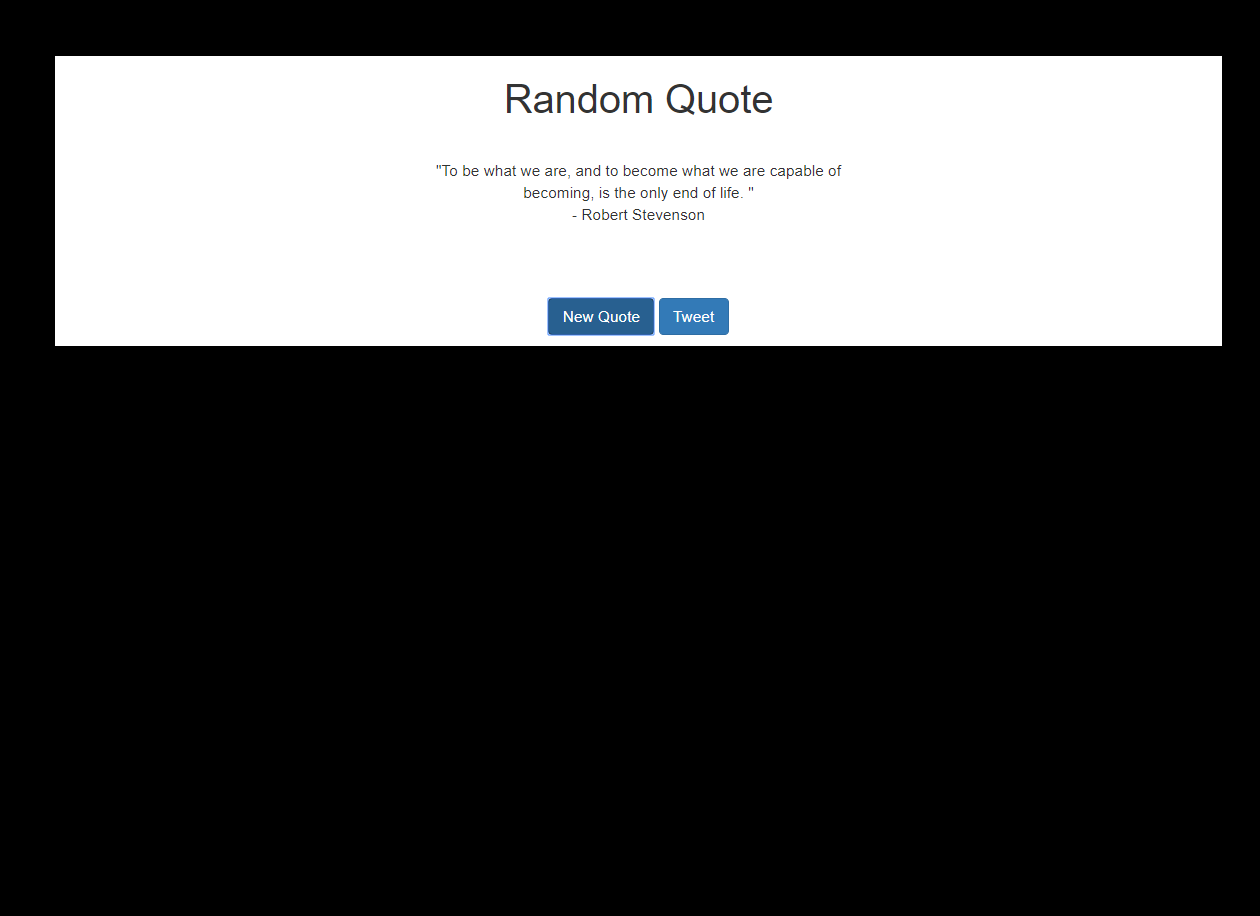 Random Quote
"To be what we are, and to become what we are capable of
becoming, is the only end of life. "
- Robert Stevenson
New Quote Tweet